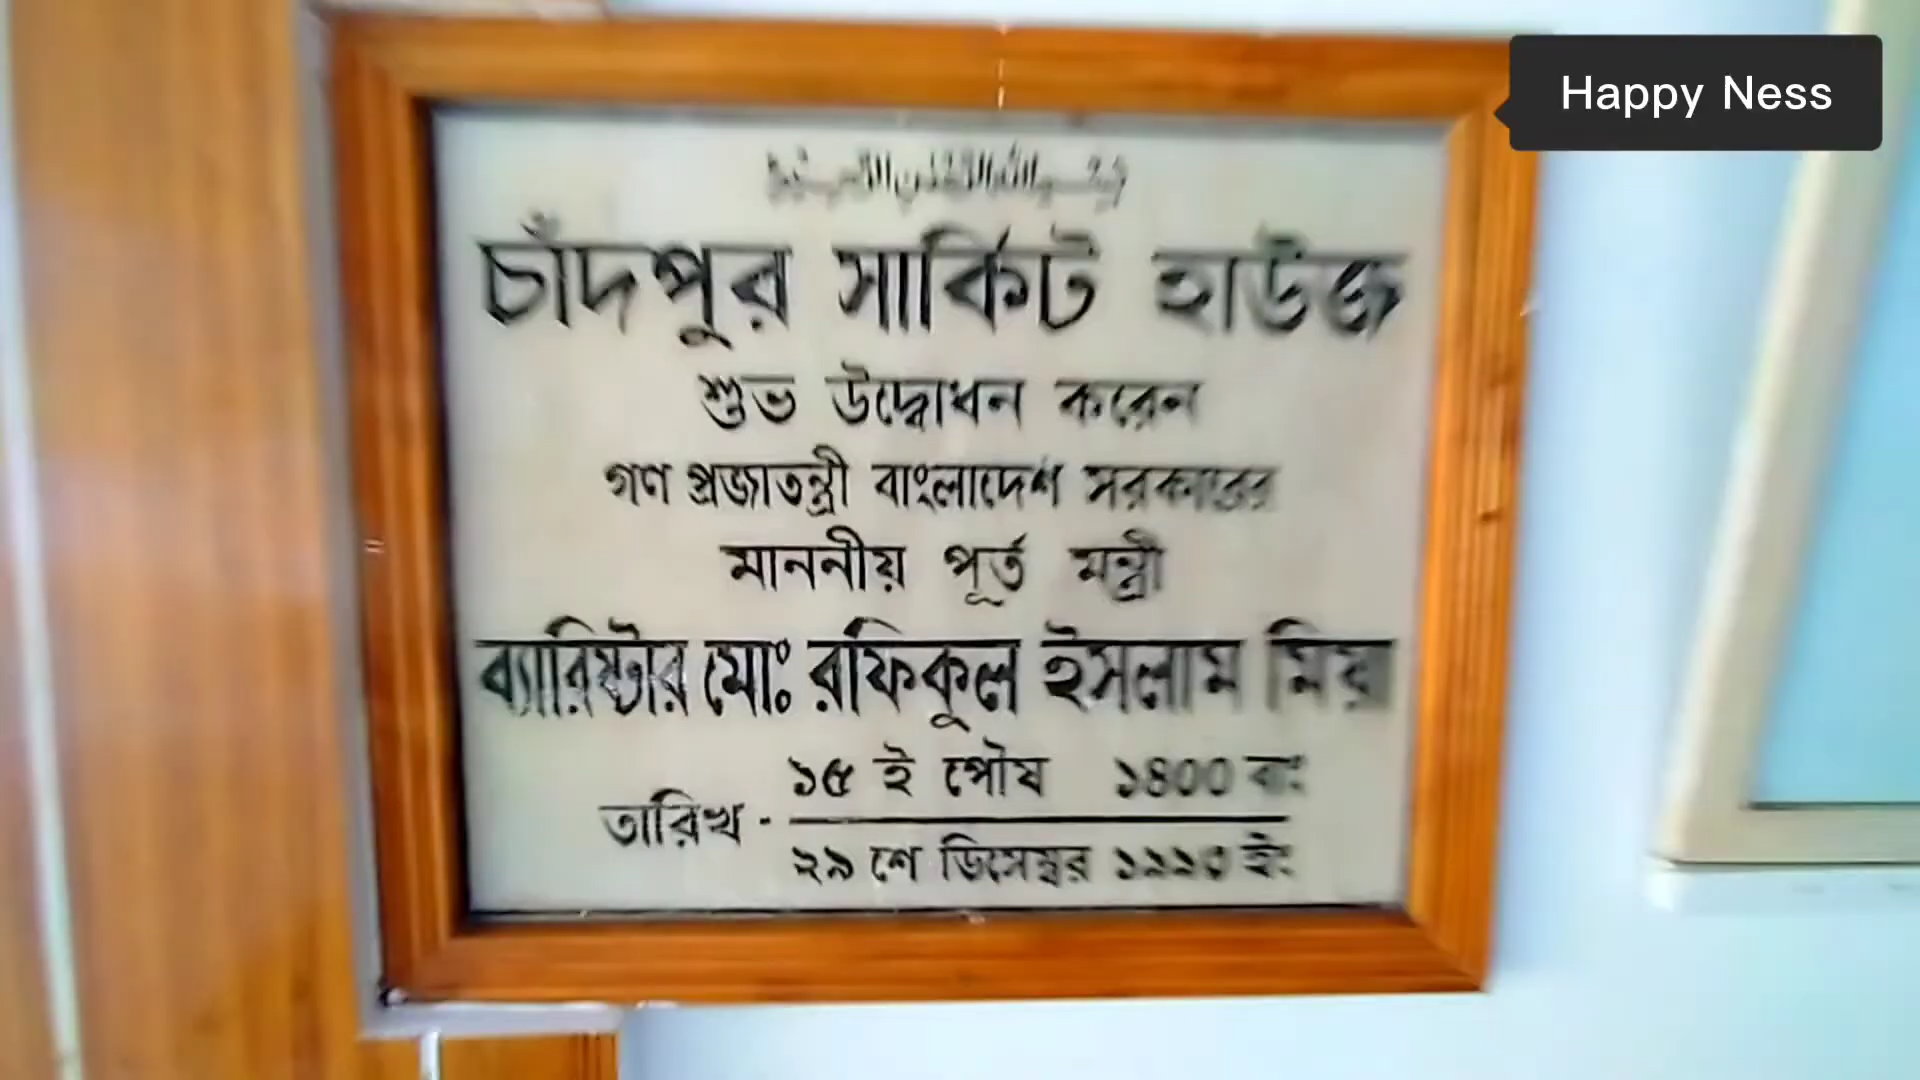 Happy Ness
চাঁদপুর সার্কিট হাউজ
শুভ উদ্বোধন করেন
গণ প্রজাতন্ত্রী বাংলাদেশ সরকারের
মাননীয় পূর্ত মন্ত্রী
ব্যারিষ্টার মোঃ রফিকুল ইসলাম মিয়া
১৫ ই পৌষ ১৪০০ বাং
তারিখ -
২৯ শে ডিসেম্বর ১৯৯৩ ইং